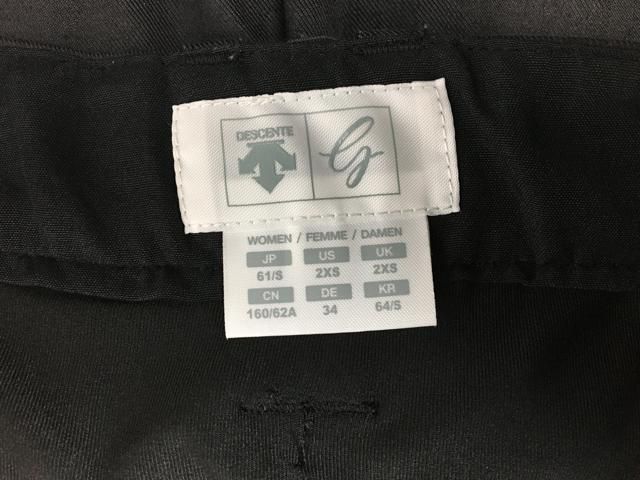 DESCENTE
G
WOMEN / FEMME / DAMEN
JP US UK
61/S 2XS 2XS
CN DE KR
160/62A 34 64/S